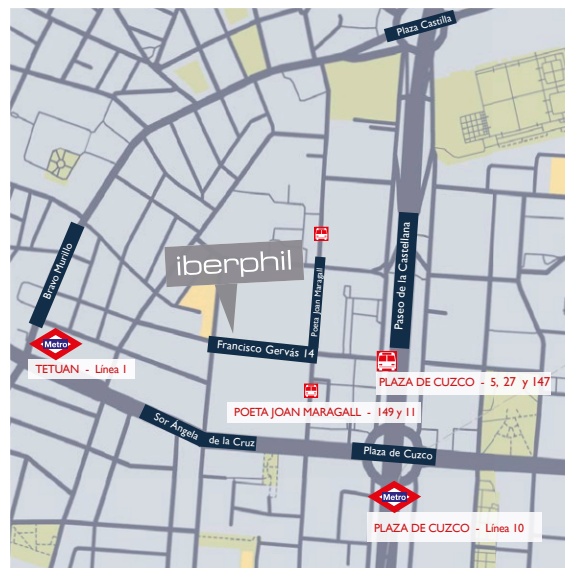 Plaza Castilla
Bravo Murillo
iberphil
Poeta Joan Maragall
Paseo de la Castellana
Francisco Gervás 14
Metro
TETUAN - Línea 1
PLAZA DE CUZCO - 5, 27 y 147
POETA JOAN MARAGALL - 149 y 11
Sor Ángela de la Cruz
Plaza de Cuzco
Metro
PLAZA DE CUZCO - Línea 10